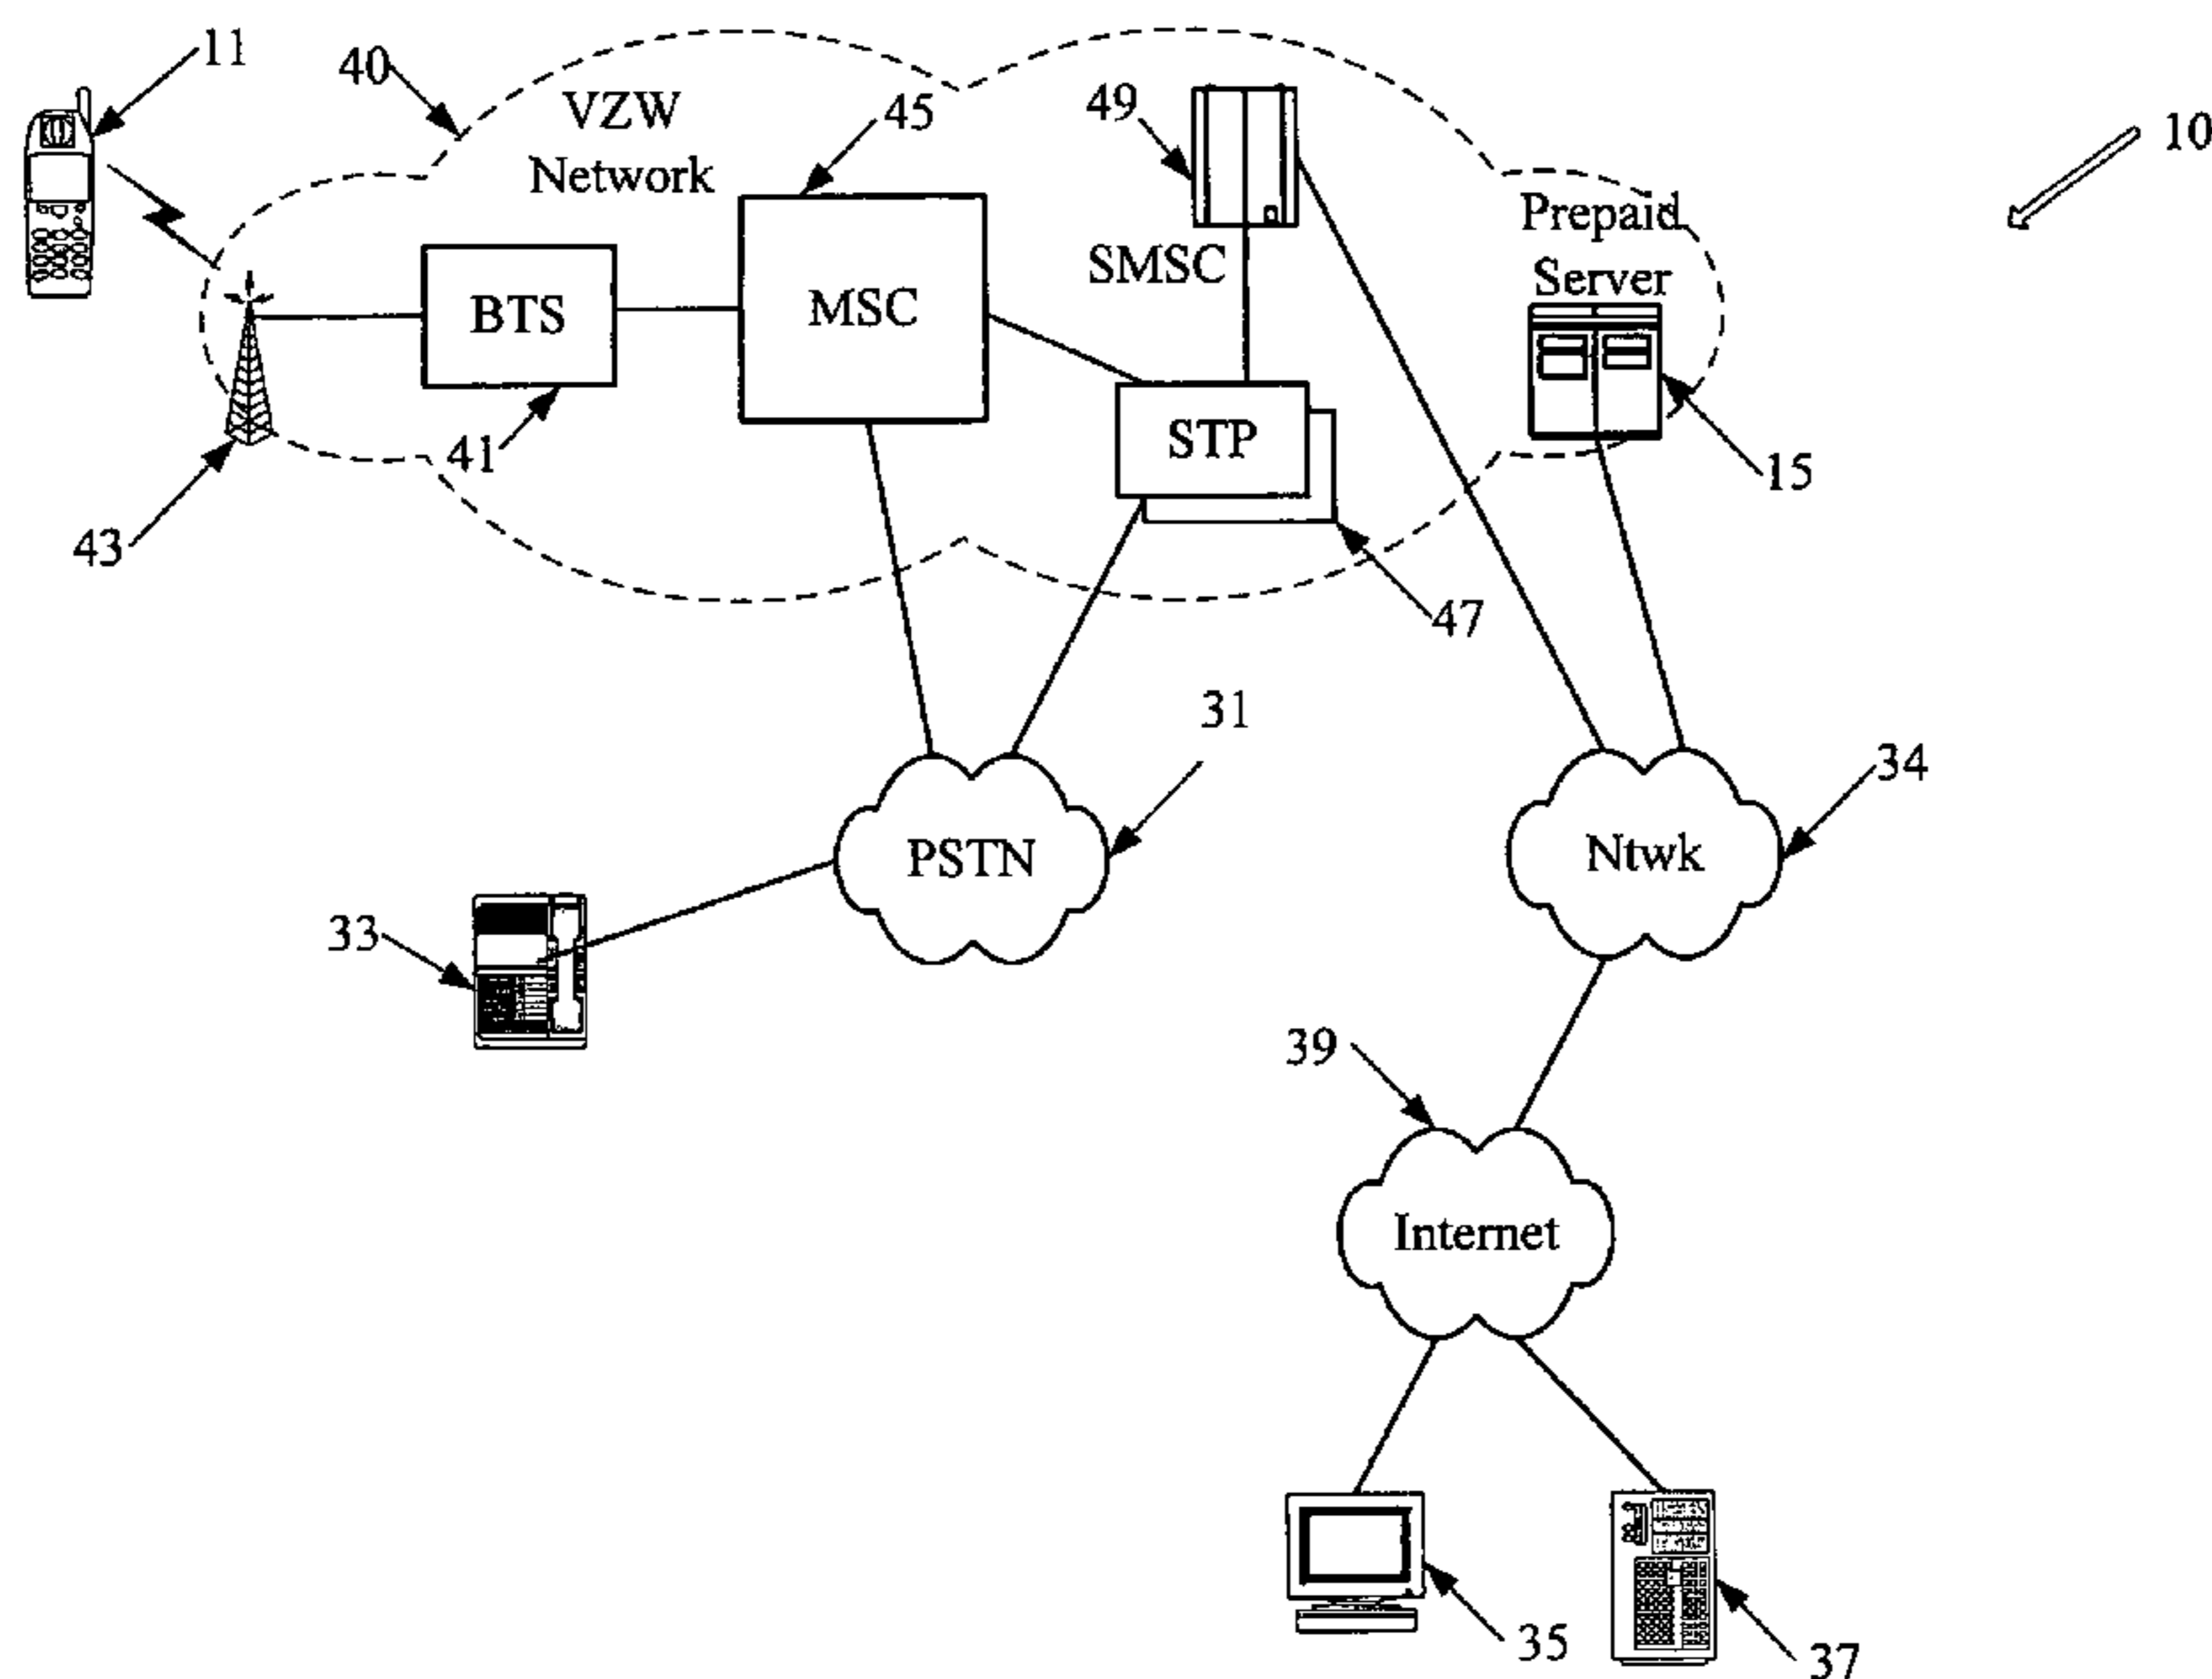 11
40
VZW
Network
45
49
10
Prepaid
Server
SMSC
BTS
MSC
STP
41
15
43
47
31
34
PSTN
Ntwk
33
39
Internet
35
37